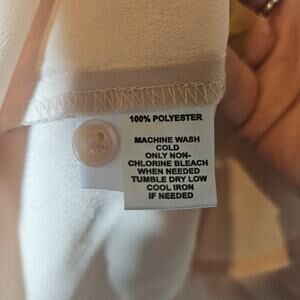 100% POLYESTER
MACHINE WASH
COLD
ONLY NON-
CHLORINE BLEACH
WHEN NEEDED
TUMBLE DRY LOW
COOL IRON
IF NEEDED